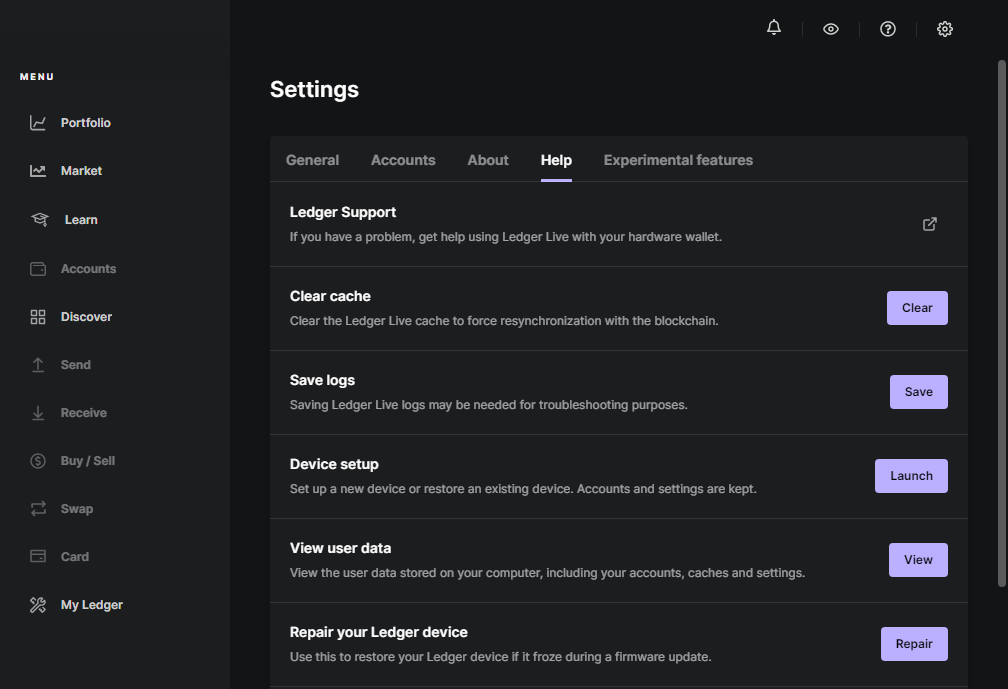 MENU
Portfolio
Market
Learn
Accounts
Discover
Send
Receive
Buy / Sell
Swap
Card
My Ledger
Settings
General
Accounts
About
Help
Experimental features
Ledger Support
If you have a problem, get help using Ledger Live with your hardware wallet.
Clear cache
Clear the Ledger Live cache to force resynchronization with the blockchain.
Clear
Save logs
Saving Ledger Live logs may be needed for troubleshooting purposes.
Save
Device setup
Set up a new device or restore an existing device. Accounts and settings are kept.
Launch
View user data
View the user data stored on your computer, including your accounts, caches and settings.
View
Repair your Ledger device
Use this to restore your Ledger device if it froze during a firmware update.
Repair